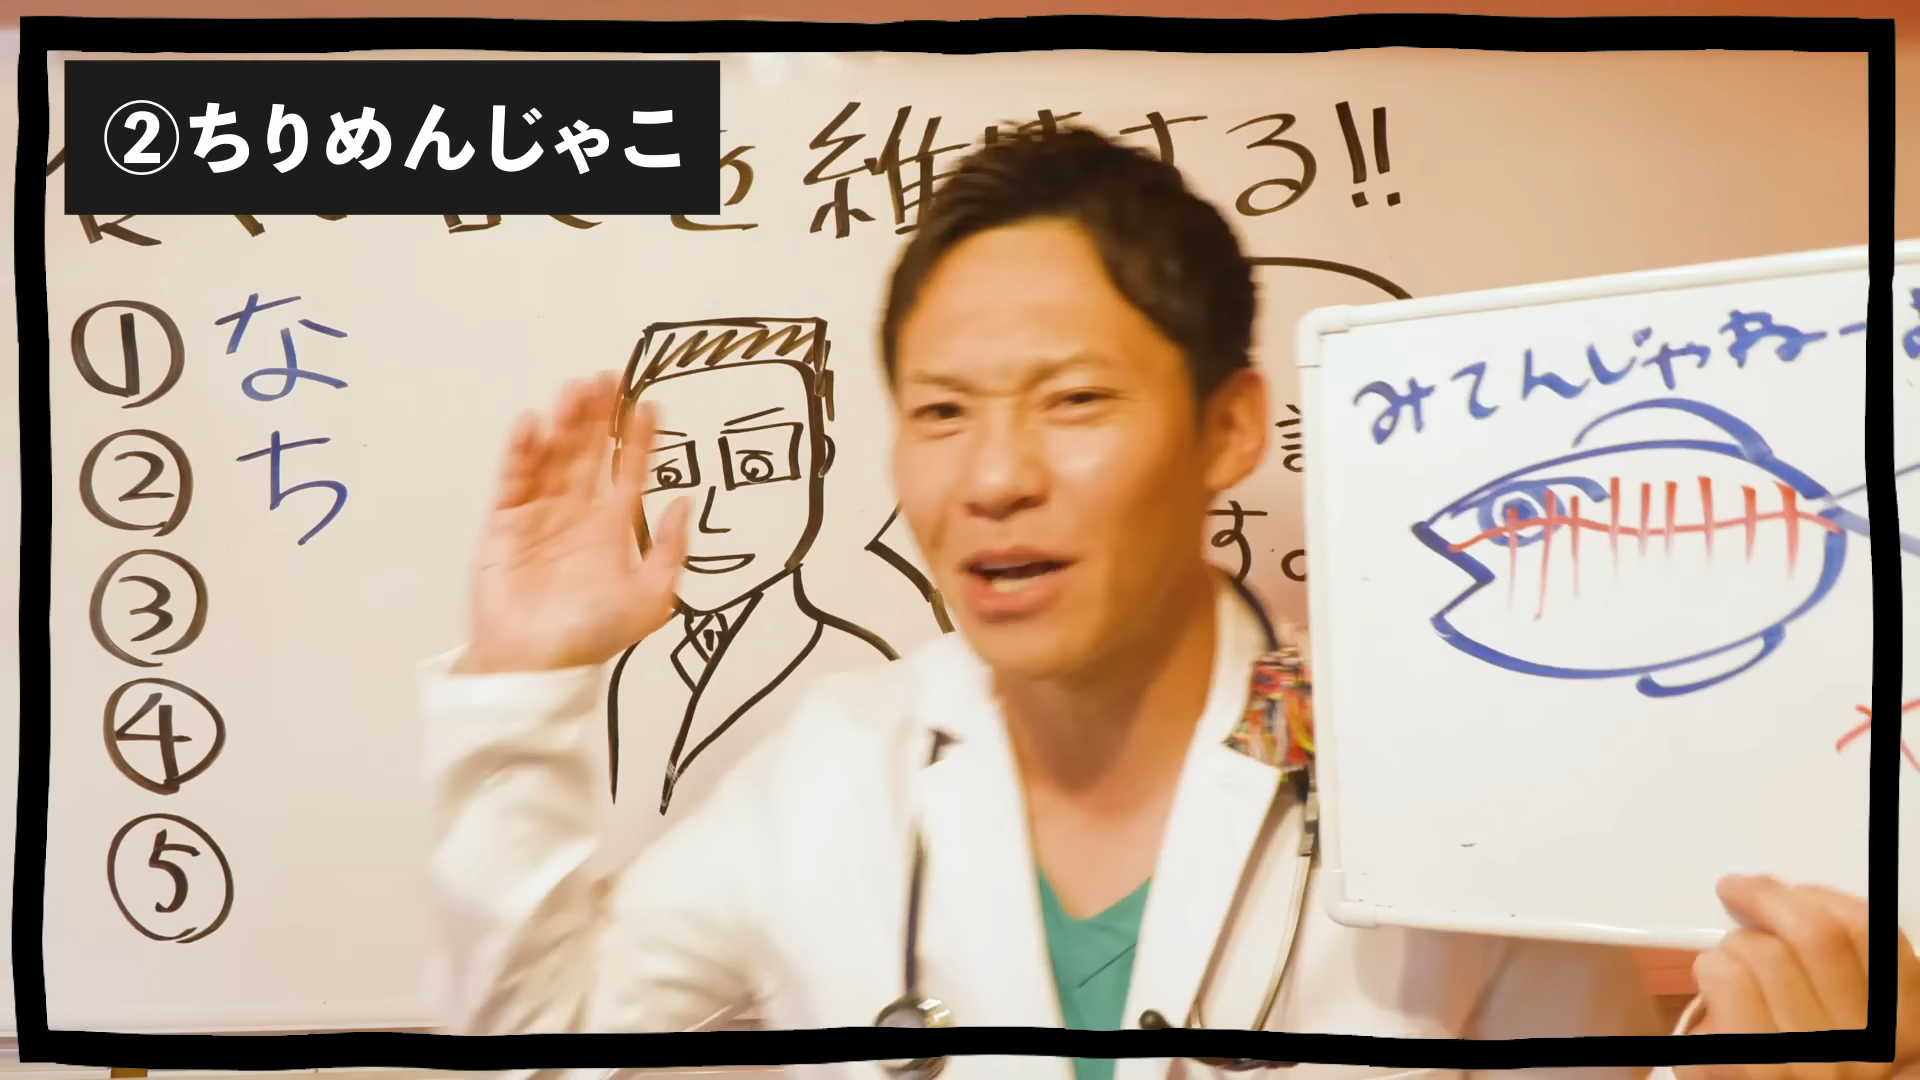 ②ちりめんじゃこ
を維持する!!
① な
② ち
③
④
⑤
す。
みてんじゃねーよ